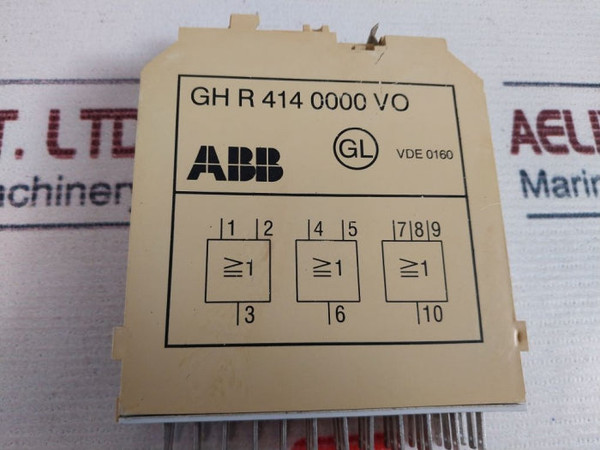 GH R 414 0000 VO
ABB
GL
VDE 0160
1 2 4 5 7 8 9
≧1 ≧1 ≧1
3 6 10
T. LTD
achinery
AEL
Marin